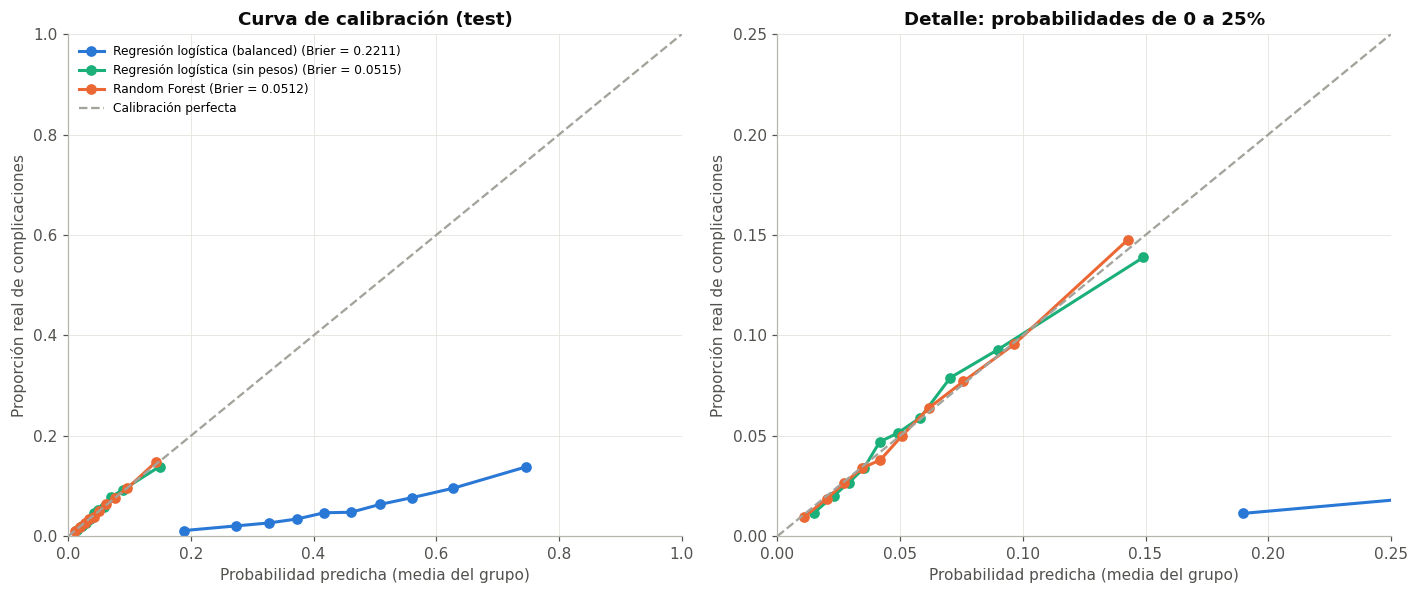 Curva de calibración (test)
Regresión logística (balanced) (Brier = 0.2211)
Regresión logística (sin pesos) (Brier = 0.0515)
Random Forest (Brier = 0.0512)
Calibración perfecta
Proporción real de complicaciones
1.0
0.8
0.6
0.4
0.2
0.0
0.0 0.2 0.4 0.6 0.8 1.0
Probabilidad predicha (media del grupo)
Detalle: probabilidades de 0 a 25%
Proporción real de complicaciones
0.25
0.20
0.15
0.10
0.05
0.00
0.00 0.05 0.10 0.15 0.20 0.25
Probabilidad predicha (media del grupo)